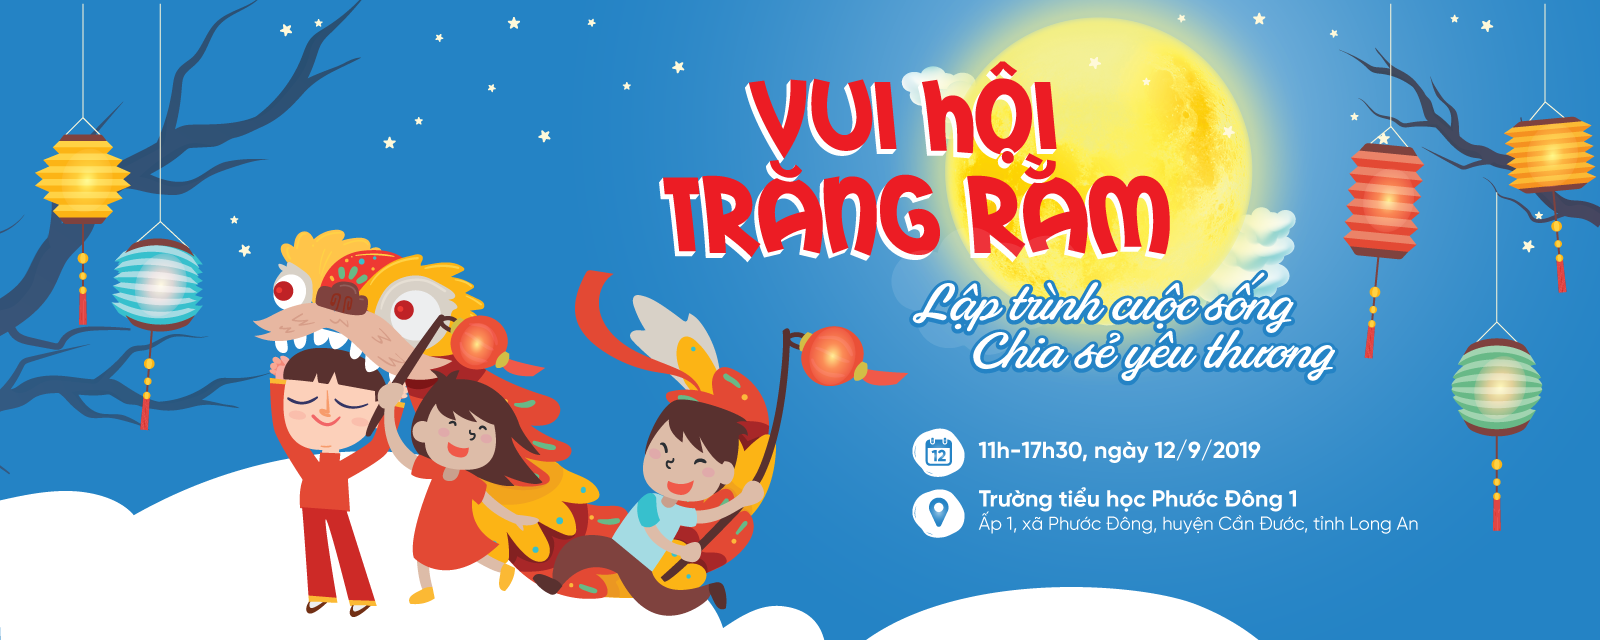 VUI hỘI
TRĂNG RẰM
Lập trình cuộc sống
Chia sẻ yêu thương
12
11h-17h30, ngày 12/9/2019
Trường tiểu học Phước Đông 1
Ấp 1, xã Phước Đông, huyện Cần Đước, tỉnh Long An